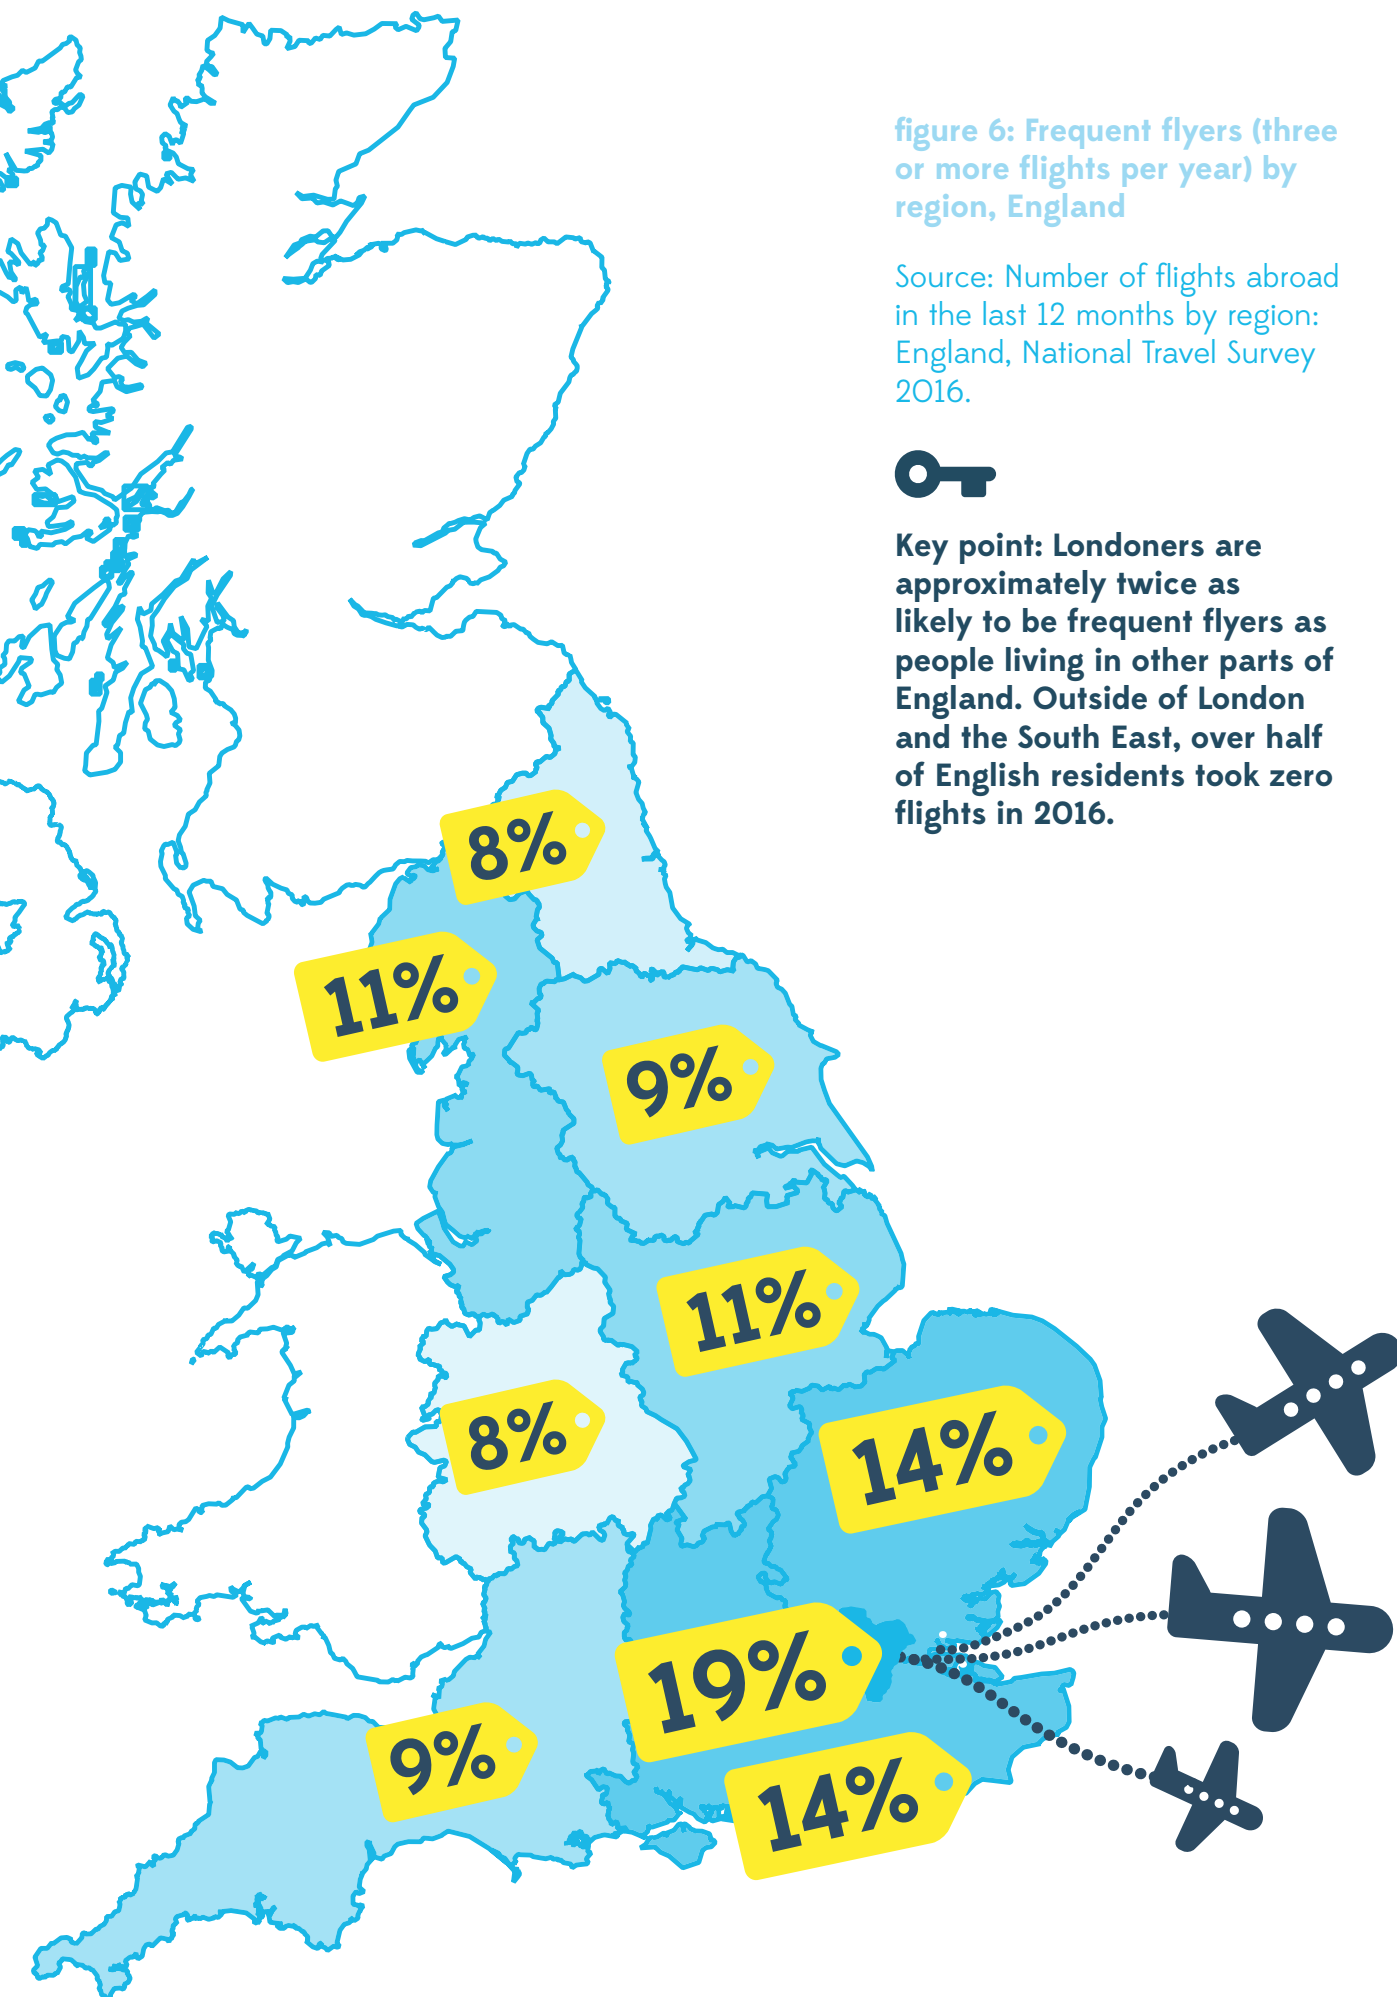 figure 6: Frequent flyers (three
or more flights per year) by
region, England
Source: Number of flights abroad
in the last 12 months by region:
England, National Travel Survey
2016.
Key point: Londoners are
approximately twice as
likely to be frequent flyers as
people living in other parts of
England. Outside of London
and the South East, over half
of English residents took zero
flights in 2016.
8%
11%
9%
11%
8%
14%
19%
9%
14%